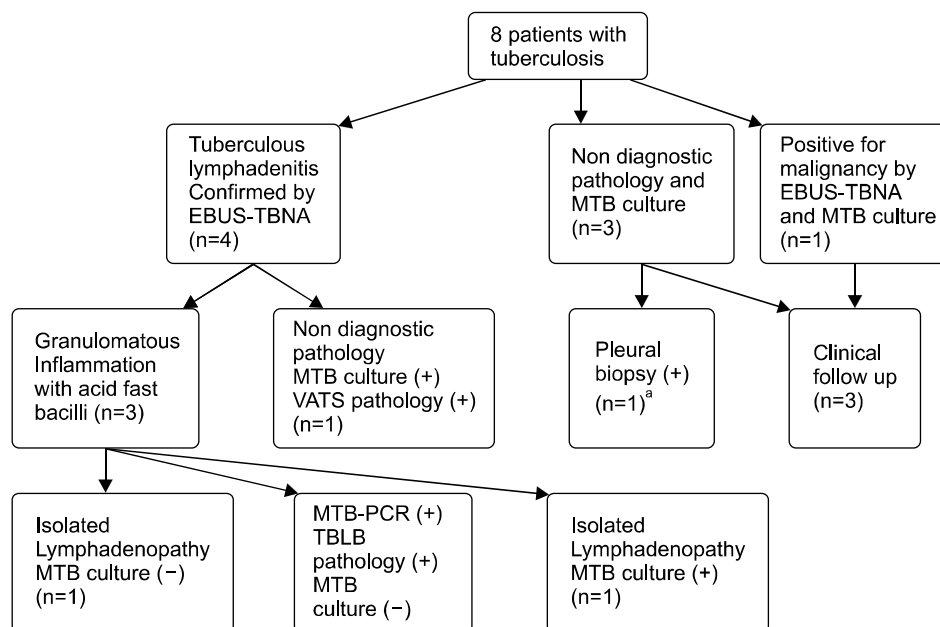 8 patients with
tuberculosis
Tuberculous
lymphadenitis
Confirmed by
EBUS-TBNA
(n=4)
Non diagnostic
pathology and
MTB culture
(n=3)
Positive for
malignancy by
EBUS-TBNA
and MTB culture
(n=1)
Granulomatous
Inflammation
with acid fast
bacilli (n=3)
Non diagnostic
pathology
MTB culture (+)
VATS pathology (+)
(n=1)
Pleural
biopsy (+)
(n=1)a
Clinical
follow up
(n=3)
Isolated
Lymphadenopathy
MTB culture (−)
(n=1)
MTB-PCR (+)
TBLB
pathology (+)
MTB
culture (−)
Isolated
Lymphadenopathy
MTB culture (+)
(n=1)